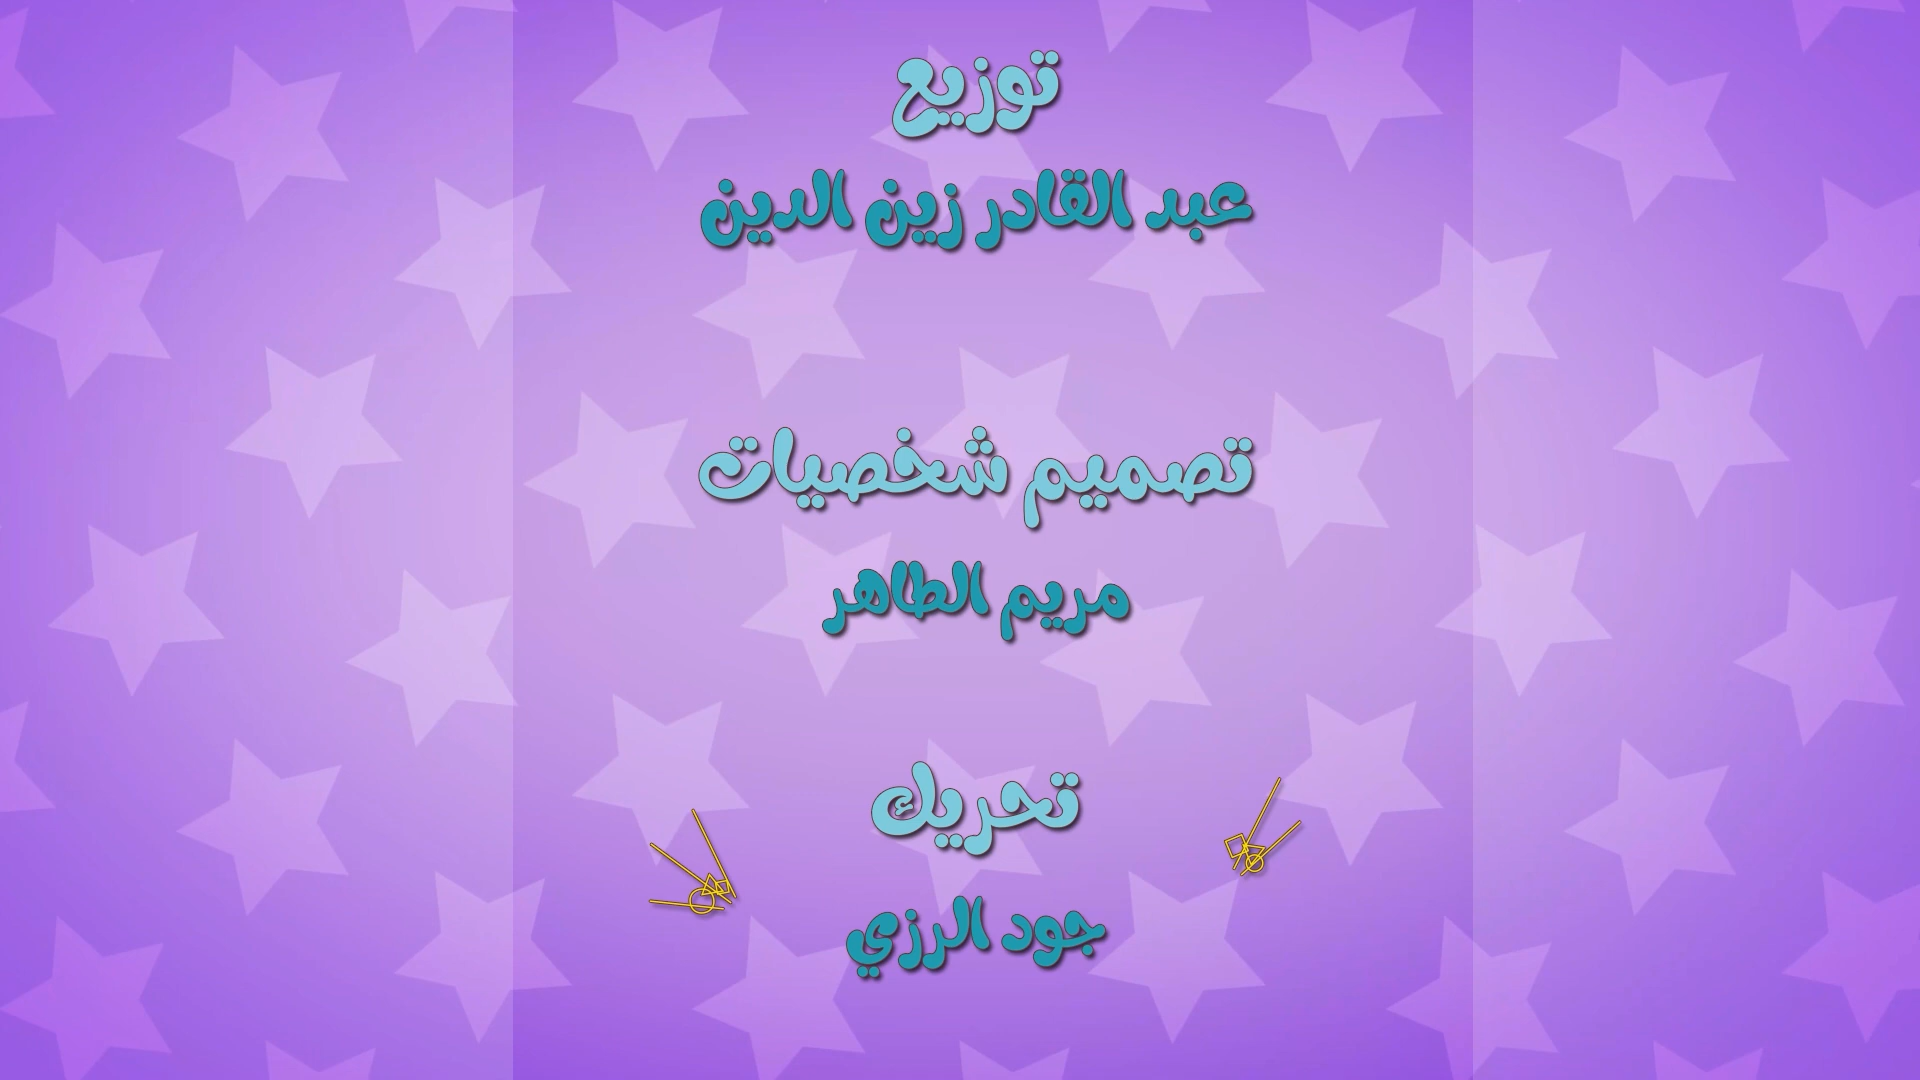 توزيع
عبد القادر زين الدين
تصميم شخصيات
مريم الطاهر
تحريك
جود الرزي